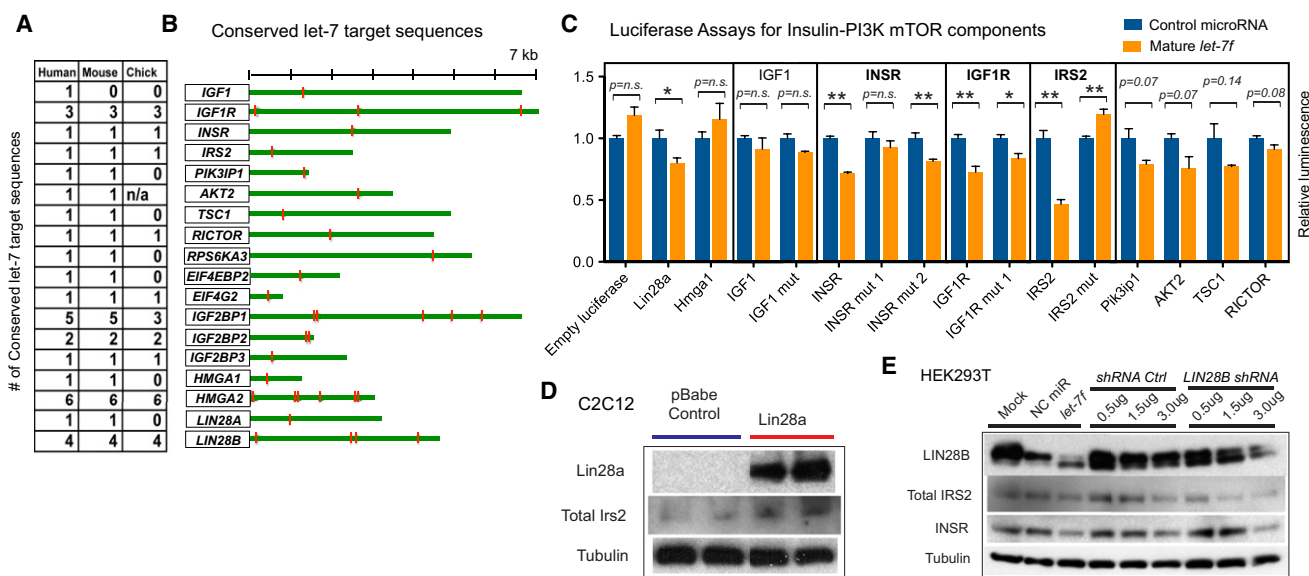 A
# of Conserved let-7 target sequences
Human Mouse Chick
1 0 0
3 3 3
1 1 1
1 1 1
1 1 0
1 1 n/a
1 1 0
1 1 1
1 1 0
1 1 0
1 1 1
5 5 3
2 2 2
1 1 1
1 1 0
6 6 6
1 1 0
4 4 4
B
Conserved let-7 target sequences
7 kb
IGF1
IGF1R
INSR
IRS2
PIK3IP1
AKT2
TSC1
RICTOR
RPS6KA3
EIF4EBP2
EIF4G2
IGF2BP1
IGF2BP2
IGF2BP3
HMGA1
HMGA2
LIN28A
LIN28B
C
Luciferase Assays for Insulin-PI3K mTOR components
Control microRNA
Mature let-7f
IGF1
INSR
IGF1R
IRS2
p=n.s.
*
p=n.s.
p=n.s.
p=n.s.
**
p=n.s.
**
**
*
**
**
p=0.07
p=0.07
p=0.14
p=0.08
1.5
1.0
0.5
0.0
Relative luminescence
Empty luciferase
Lin28a
Hmga1
IGF1
IGF1 mut
INSR
INSR mut 1
INSR mut 2
IGF1R
IGF1R mut 1
IRS2
IRS2 mut
Pik3ip1
AKT2
TSC1
RICTOR
D
C2C12
pBabe
Control
Lin28a
Lin28a
Total Irs2
Tubulin
E
HEK293T
shRNA Ctrl
LIN28B shRNA
Mock
NC miR
let-7f
0.5ug
1.5ug
3.0ug
0.5ug
1.5ug
3.0ug
LIN28B
Total IRS2
INSR
Tubulin